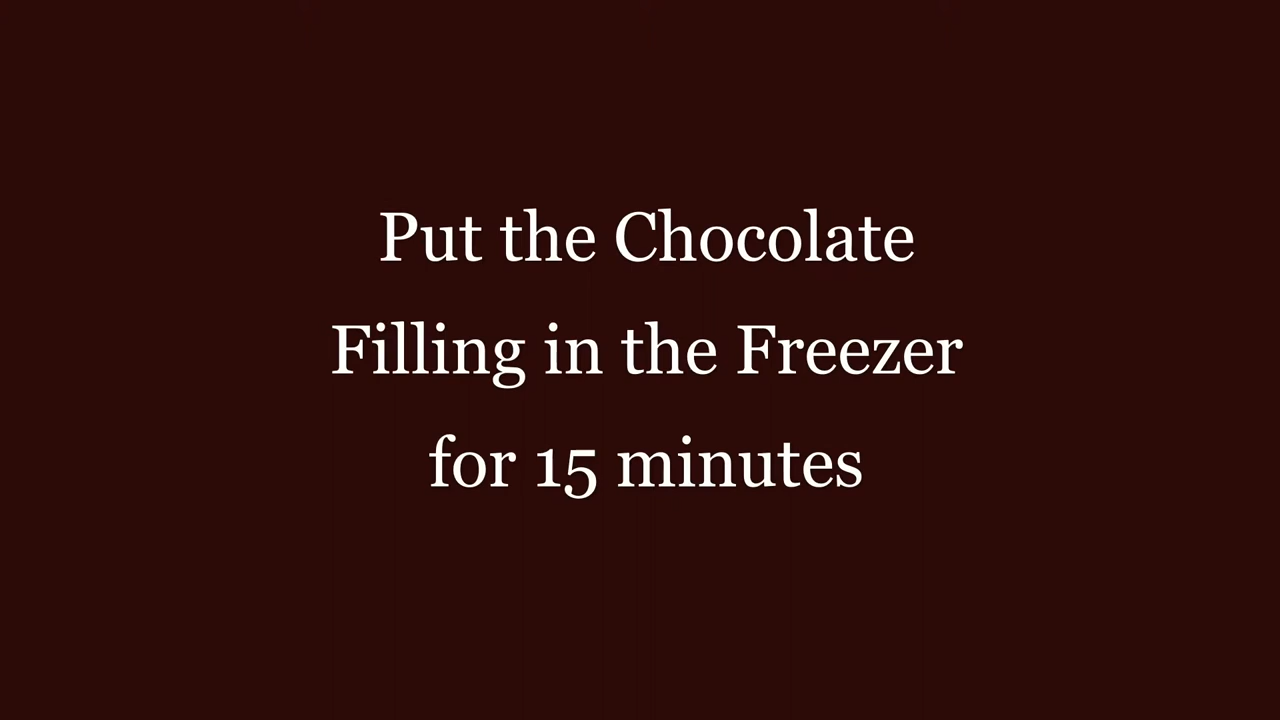 Put the Chocolate
Filling in the Freezer
for 15 minutes